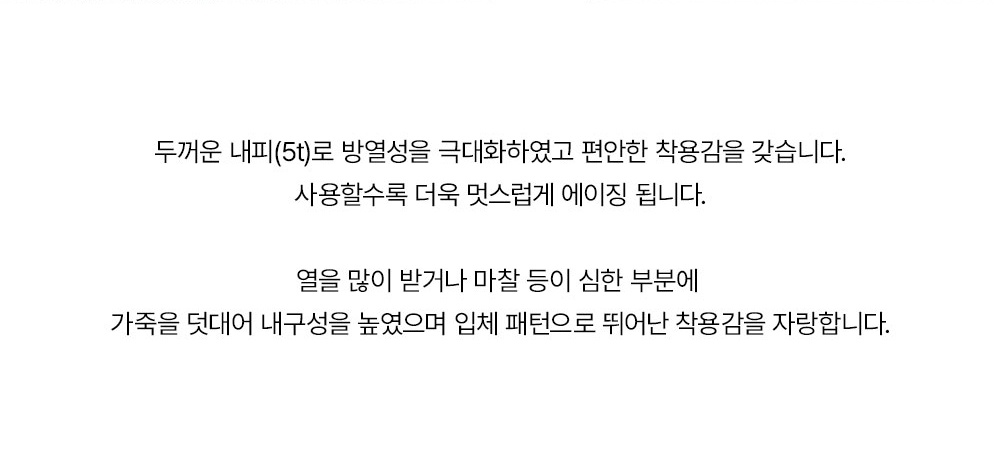 두꺼운 내피(5t)로 방열성을 극대화하였고 편안한 착용감을 갖습니다.
사용할수록 더욱 멋스럽게 에이징 됩니다.
열을 많이 받거나 마찰 등이 심한 부분에
가죽을 덧대어 내구성을 높였으며 입체 패턴으로 뛰어난 착용감을 자랑합니다.